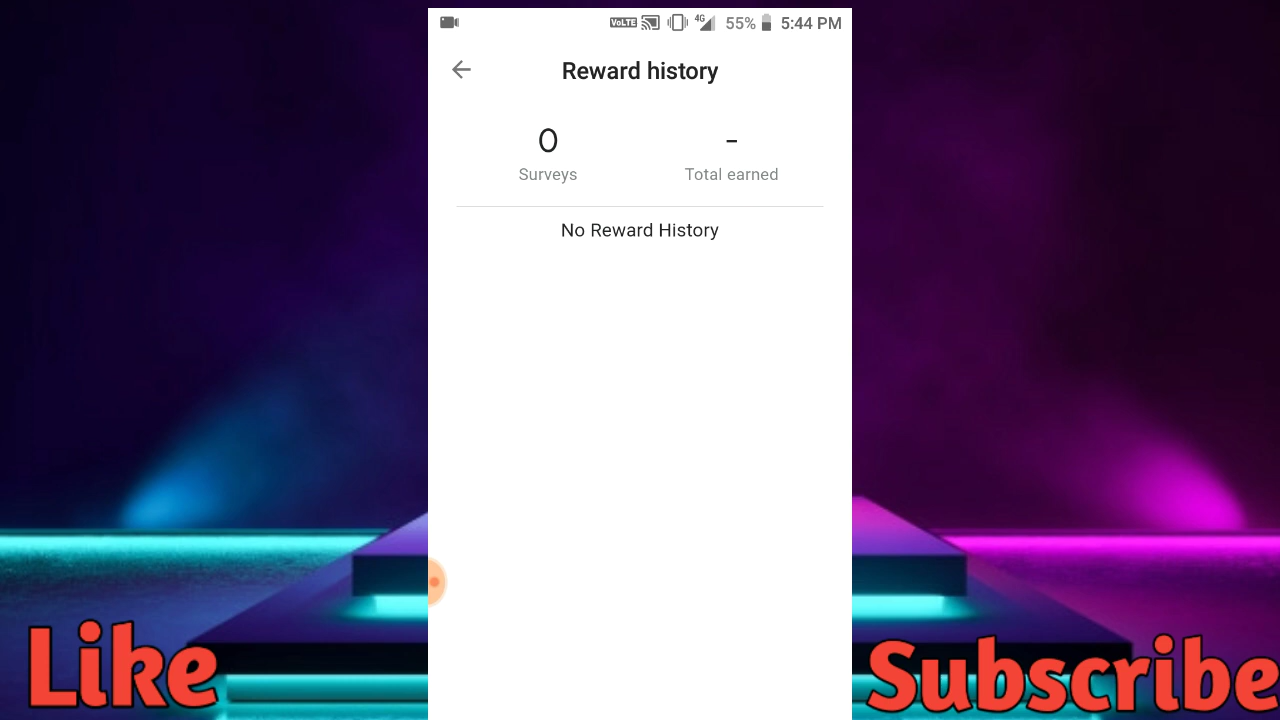 VoLTE 4G 55% 5:44 PM
Reward history
0 -
Surveys Total earned
No Reward History
Like
Subscribe